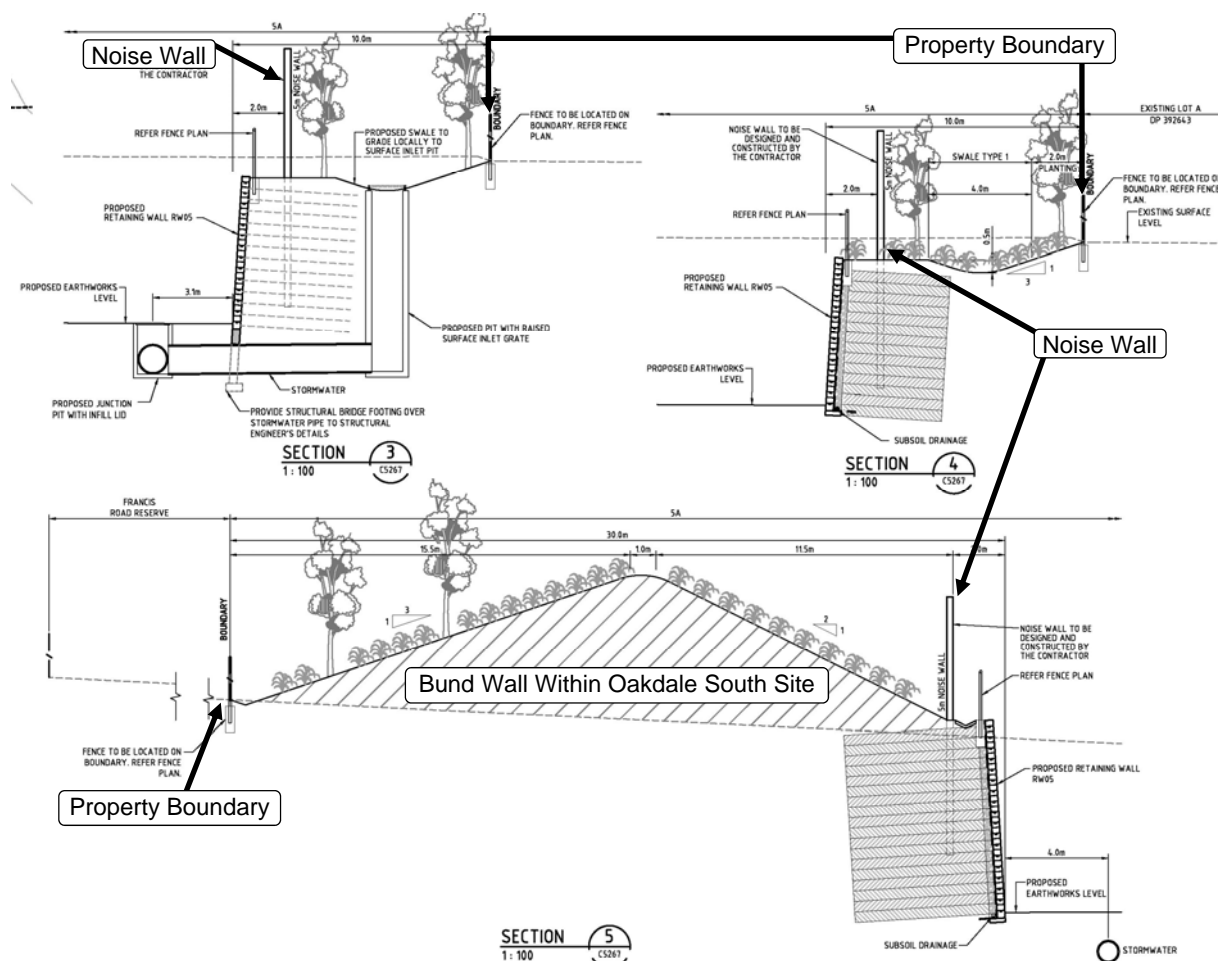 5A
10.0m
Noise Wall
THE CONTRACTOR
2.0m
5m NOISE WALL
REFER FENCE PLAN
PROPOSED SWALE TO
GRADE LOCALLY TO
SURFACE INLET PIT
BOUNDARY
FENCE TO BE LOCATED ON
BOUNDARY. REFER FENCE
PLAN.
PROPOSED
RETAINING WALL RW05
PROPOSED EARTHWORKS
LEVEL
3.1m
PROPOSED PIT WITH RAISED
SURFACE INLET GRATE
STORMWATER
PROPOSED JUNCTION
PIT WITH INFILL LID
PROVIDE STRUCTURAL BRIDGE FOOTING OVER
STORMWATER PIPE TO STRUCTURAL
ENGINEER'S DETAILS
SECTION 3
1 : 100 C5267
Property Boundary
5A
EXISTING LOT A
DP 392643
10.0m
NOISE WALL TO BE
DESIGNED AND
CONSTRUCTED BY
THE CONTRACTOR
5m NOISE WALL
SWALE TYPE 1
2.0m
PLANTING
2.0m
4.0m
BOUNDARY
FENCE TO BE LOCATED ON
BOUNDARY. REFER FENCE
PLAN.
REFER FENCE PLAN
EXISTING SURFACE
LEVEL
0.5m
1
3
PROPOSED
RETAINING WALL RW05
Noise Wall
PROPOSED EARTHWORKS
LEVEL
SUBSOIL DRAINAGE
SECTION 4
1 : 100 C5267
FRANCIS
ROAD RESERVE
5A
30.0m
15.5m
1.0m
11.5m
BOUNDARY
3
1
2
1
5m NOISE WALL
NOISE WALL TO BE
DESIGNED AND
CONSTRUCTED BY
THE CONTRACTOR
REFER FENCE PLAN
Bund Wall Within Oakdale South Site
FENCE TO BE LOCATED ON
BOUNDARY. REFER FENCE
PLAN.
Property Boundary
PROPOSED RETAINING WALL
RW05
4.0m
PROPOSED
EARTHWORKS LEVEL
SUBSOIL DRAINAGE
STORMWATER
SECTION 5
1 : 100 C5267